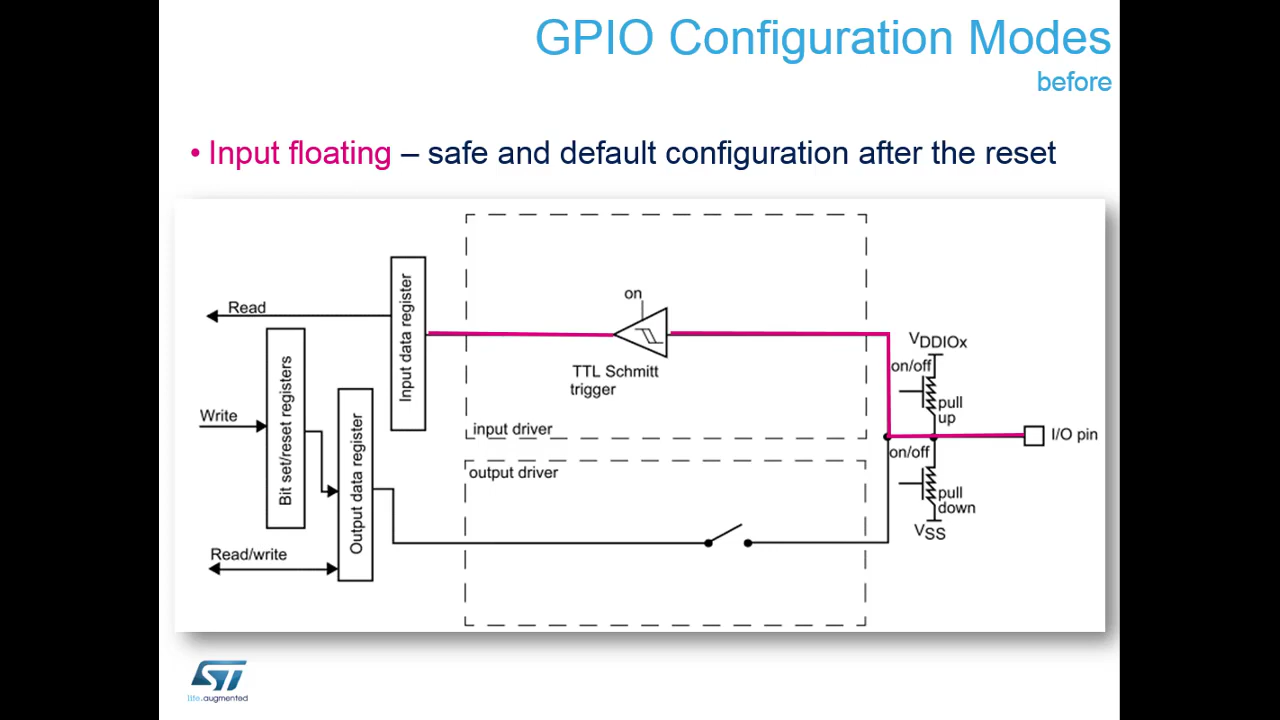 GPIO Configuration Modes
before
• Input floating – safe and default configuration after the reset
on
Read
Input data register
VDDIOx
on/off
TTL Schmitt
trigger
pull
up
Bit set/reset registers
Write
Output data register
input driver
I/O pin
on/off
output driver
pull
down
VSS
Read/write
ST
life.augmented